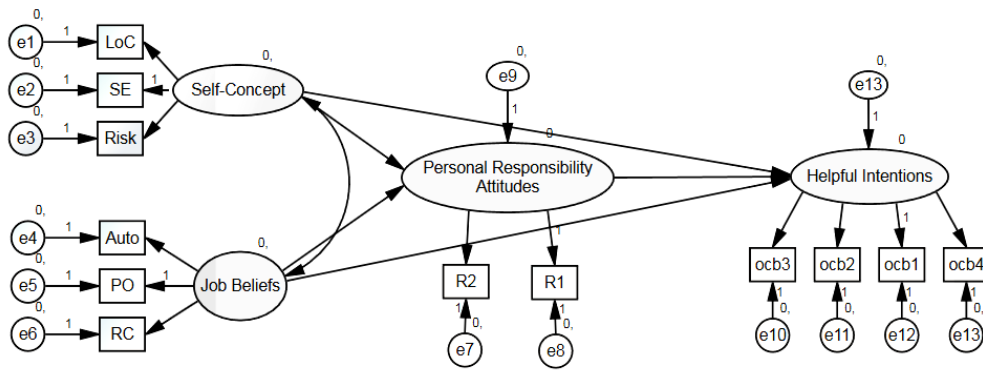 0,
e1
1
LoC
0,
e2
1
SE
1
0,
e3
1
Risk
0,
Self-Concept
0,
e4
1
Auto
0,
e5
1
PO
1
0,
e6
1
RC
0,
Job Beliefs
0,
e9
1
0
Personal Responsibility
Attitudes
1
R2
R1
1
0,
1
0,
e7
e8
0,
e13
1
0
Helpful Intentions
1
ocb3
ocb2
ocb1
ocb4
1
0,
1
0,
1
0,
1
0,
e10
e11
e12
e13